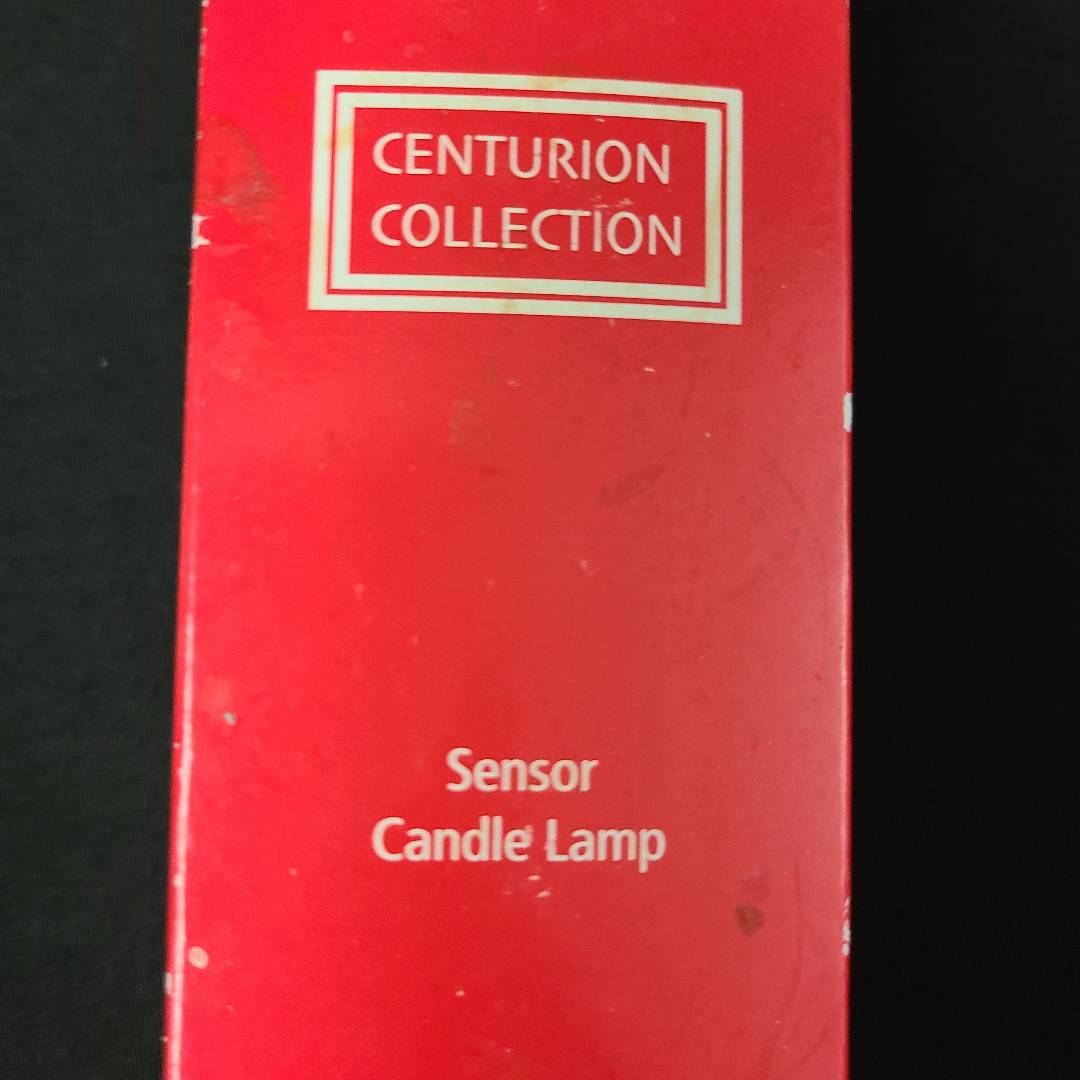 CENTURION
COLLECTION
Sensor
Candle Lamp